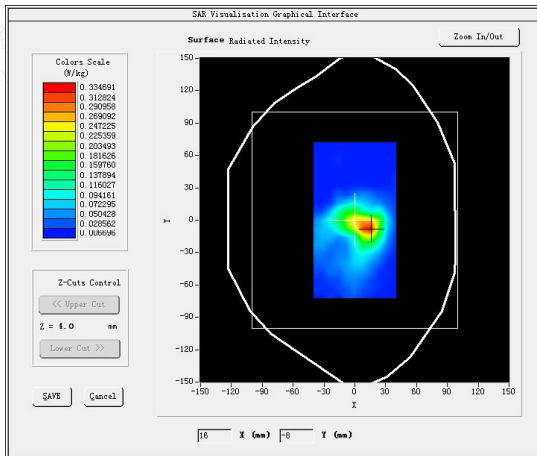 SAR Visualisation Graphical Interface
Surface Radiated Intensity
Zoom In/Out
Colors Scale
(W/kg)
0.334691
0.312824
0.290958
0.269092
0.247225
0.225359
0.203493
0.181626
0.159760
0.137894
0.116027
0.094161
0.072295
0.050428
0.028562
0.006696
150
120
90
60
30
0
-30
-60
-90
-120
-150
Y
-150 -120 -90 -60 -30 0 30 60 90 120 150
X
Z-Cuts Control
<< Upper Cut
Z = 4.0 mm
Lower Cut >>
SAVE Cancel
16 X (mm) -8 Y (mm)